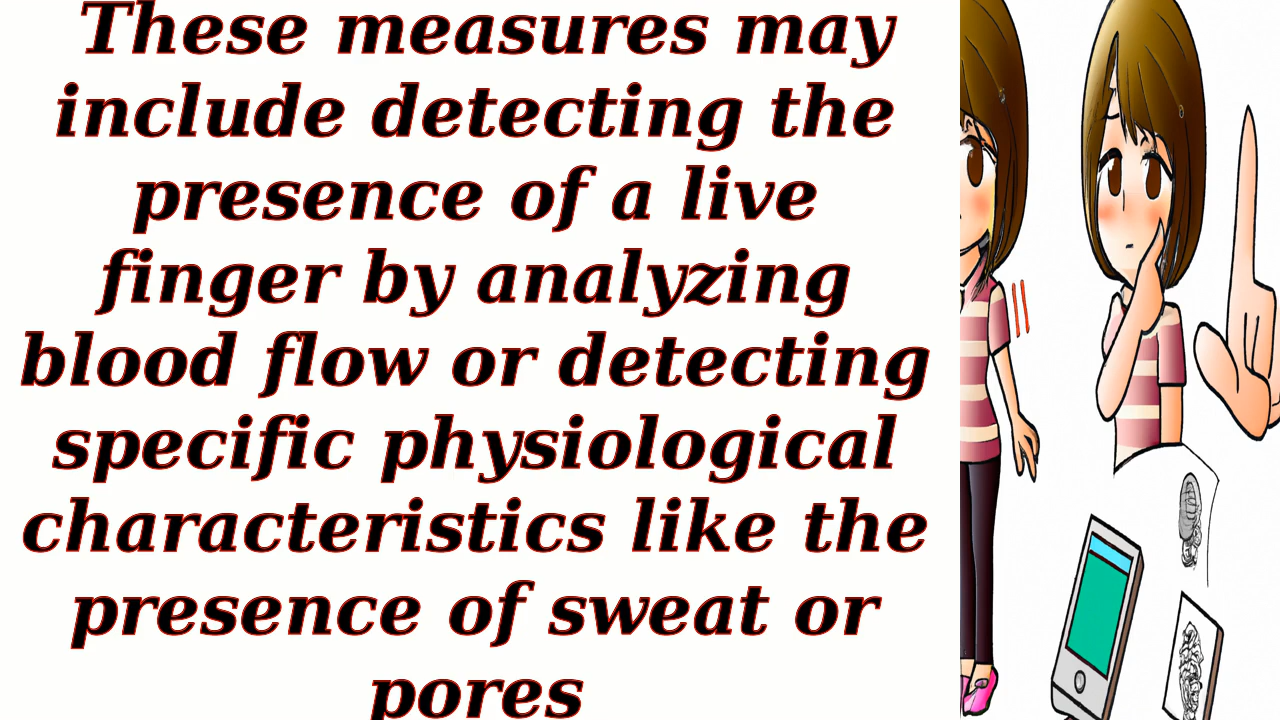 These measures may
include detecting the
presence of a live
finger by analyzing
blood flow or detecting
specific physiological
characteristics like the
presence of sweat or
pores